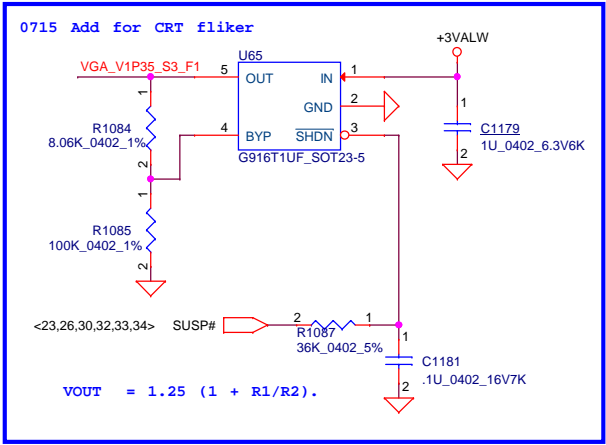 0715 Add for CRT fliker
+3VALW
U65
VGA_V1P35_S3_F1
5
OUT
IN
1
GND
2
1
R1084
8.06K_0402_1%
2
4
BYP
SHDN
3
G916T1UF_SOT23-5
1
C1179
1U_0402_6.3V6K
2
1
R1085
100K_0402_1%
2
<23,26,30,32,33,34>
SUSP#
2
1
R1087
36K_0402_5%
1
C1181
.1U_0402_16V7K
2
VOUT = 1.25 (1 + R1/R2).